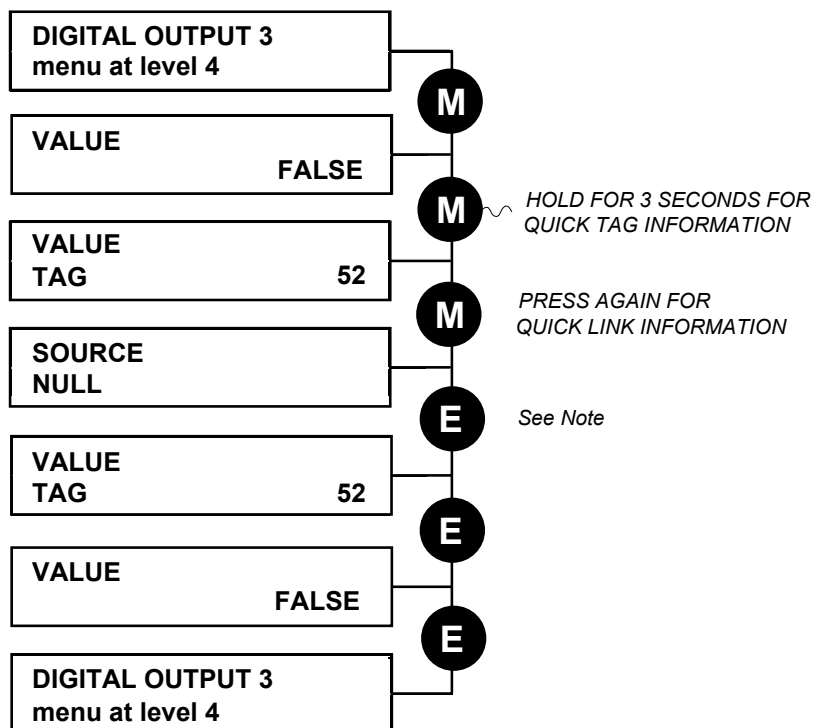 DIGITAL OUTPUT 3
menu at level 4
M
VALUE
FALSE
M
HOLD FOR 3 SECONDS FOR
QUICK TAG INFORMATION
VALUE
TAG 52
M
PRESS AGAIN FOR
QUICK LINK INFORMATION
SOURCE
NULL
E
See Note
VALUE
TAG 52
E
VALUE
FALSE
E
DIGITAL OUTPUT 3
menu at level 4